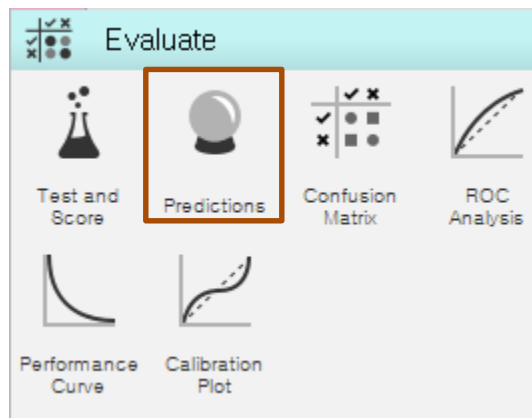 Evaluate
Test and
Score
Predictions
Confusion
Matrix
ROC
Analysis
Performance
Curve
Calibration
Plot